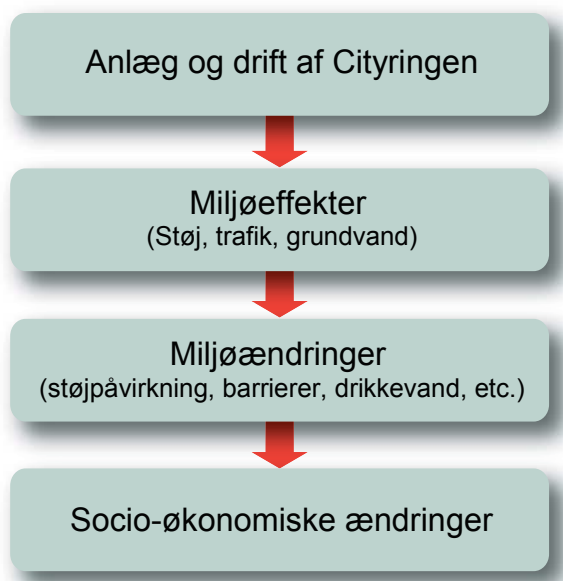 Anlæg og drift af Cityringen
Miljøeffekter
(Støj, trafik, grundvand)
Miljøændringer
(støjpåvirkning, barrierer, drikkevand, etc.)
Socio-økonomiske ændringer